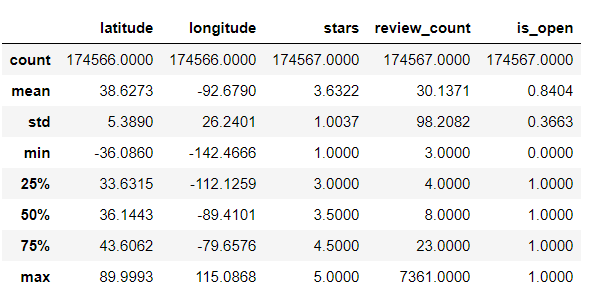 latitude longitude stars review_count is_open
count 174566.0000 174566.0000 174567.0000 174567.0000 174567.0000
mean 38.6273 -92.6790 3.6322 30.1371 0.8404
std 5.3890 26.2401 1.0037 98.2082 0.3663
min -36.0860 -142.4666 1.0000 3.0000 0.0000
25% 33.6315 -112.1259 3.0000 4.0000 1.0000
50% 36.1443 -89.4101 3.5000 8.0000 1.0000
75% 43.6062 -79.6576 4.5000 23.0000 1.0000
max 89.9993 115.0868 5.0000 7361.0000 1.0000